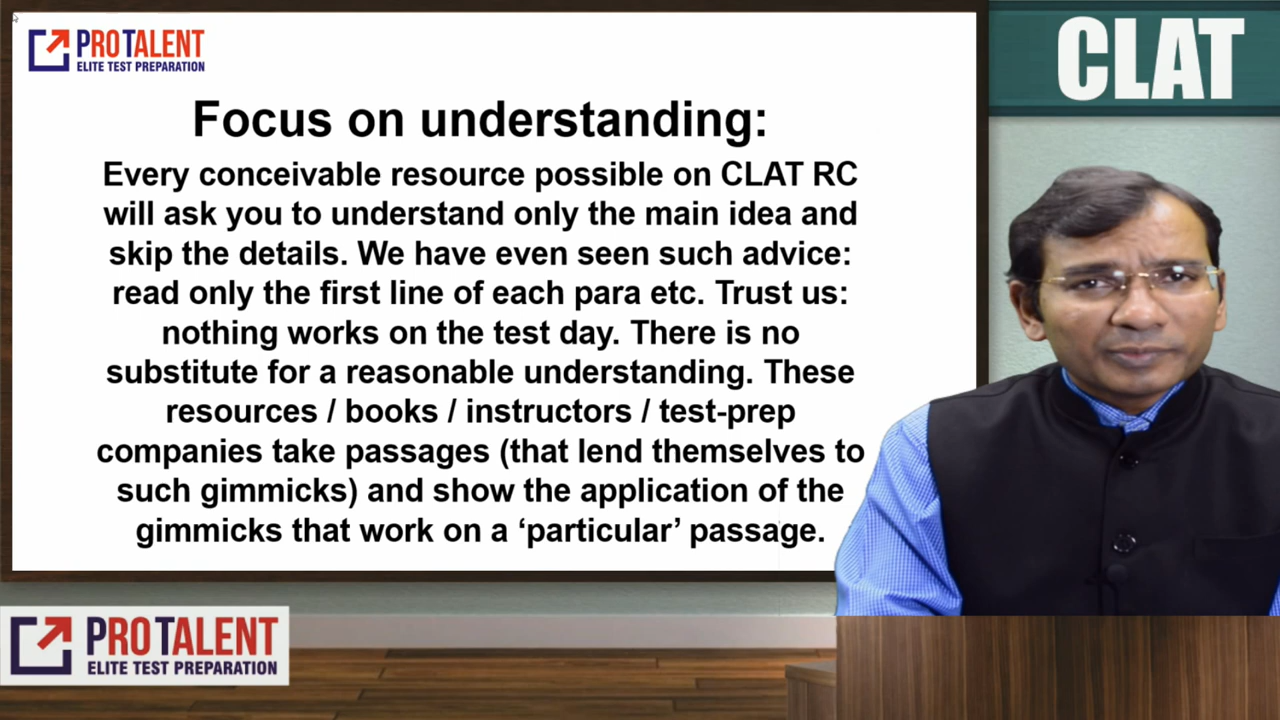 PROTALENT
ELITE TEST PREPARATION
CLAT
Focus on understanding:
Every conceivable resource possible on CLAT RC
will ask you to understand only the main idea and
skip the details. We have even seen such advice:
read only the first line of each para etc. Trust us:
nothing works on the test day. There is no
substitute for a reasonable understanding. These
resources / books / instructors / test-prep
companies take passages (that lend themselves to
such gimmicks) and show the application of the
gimmicks that work on a ‘particular’ passage.
PROTALENT
ELITE TEST PREPARATION